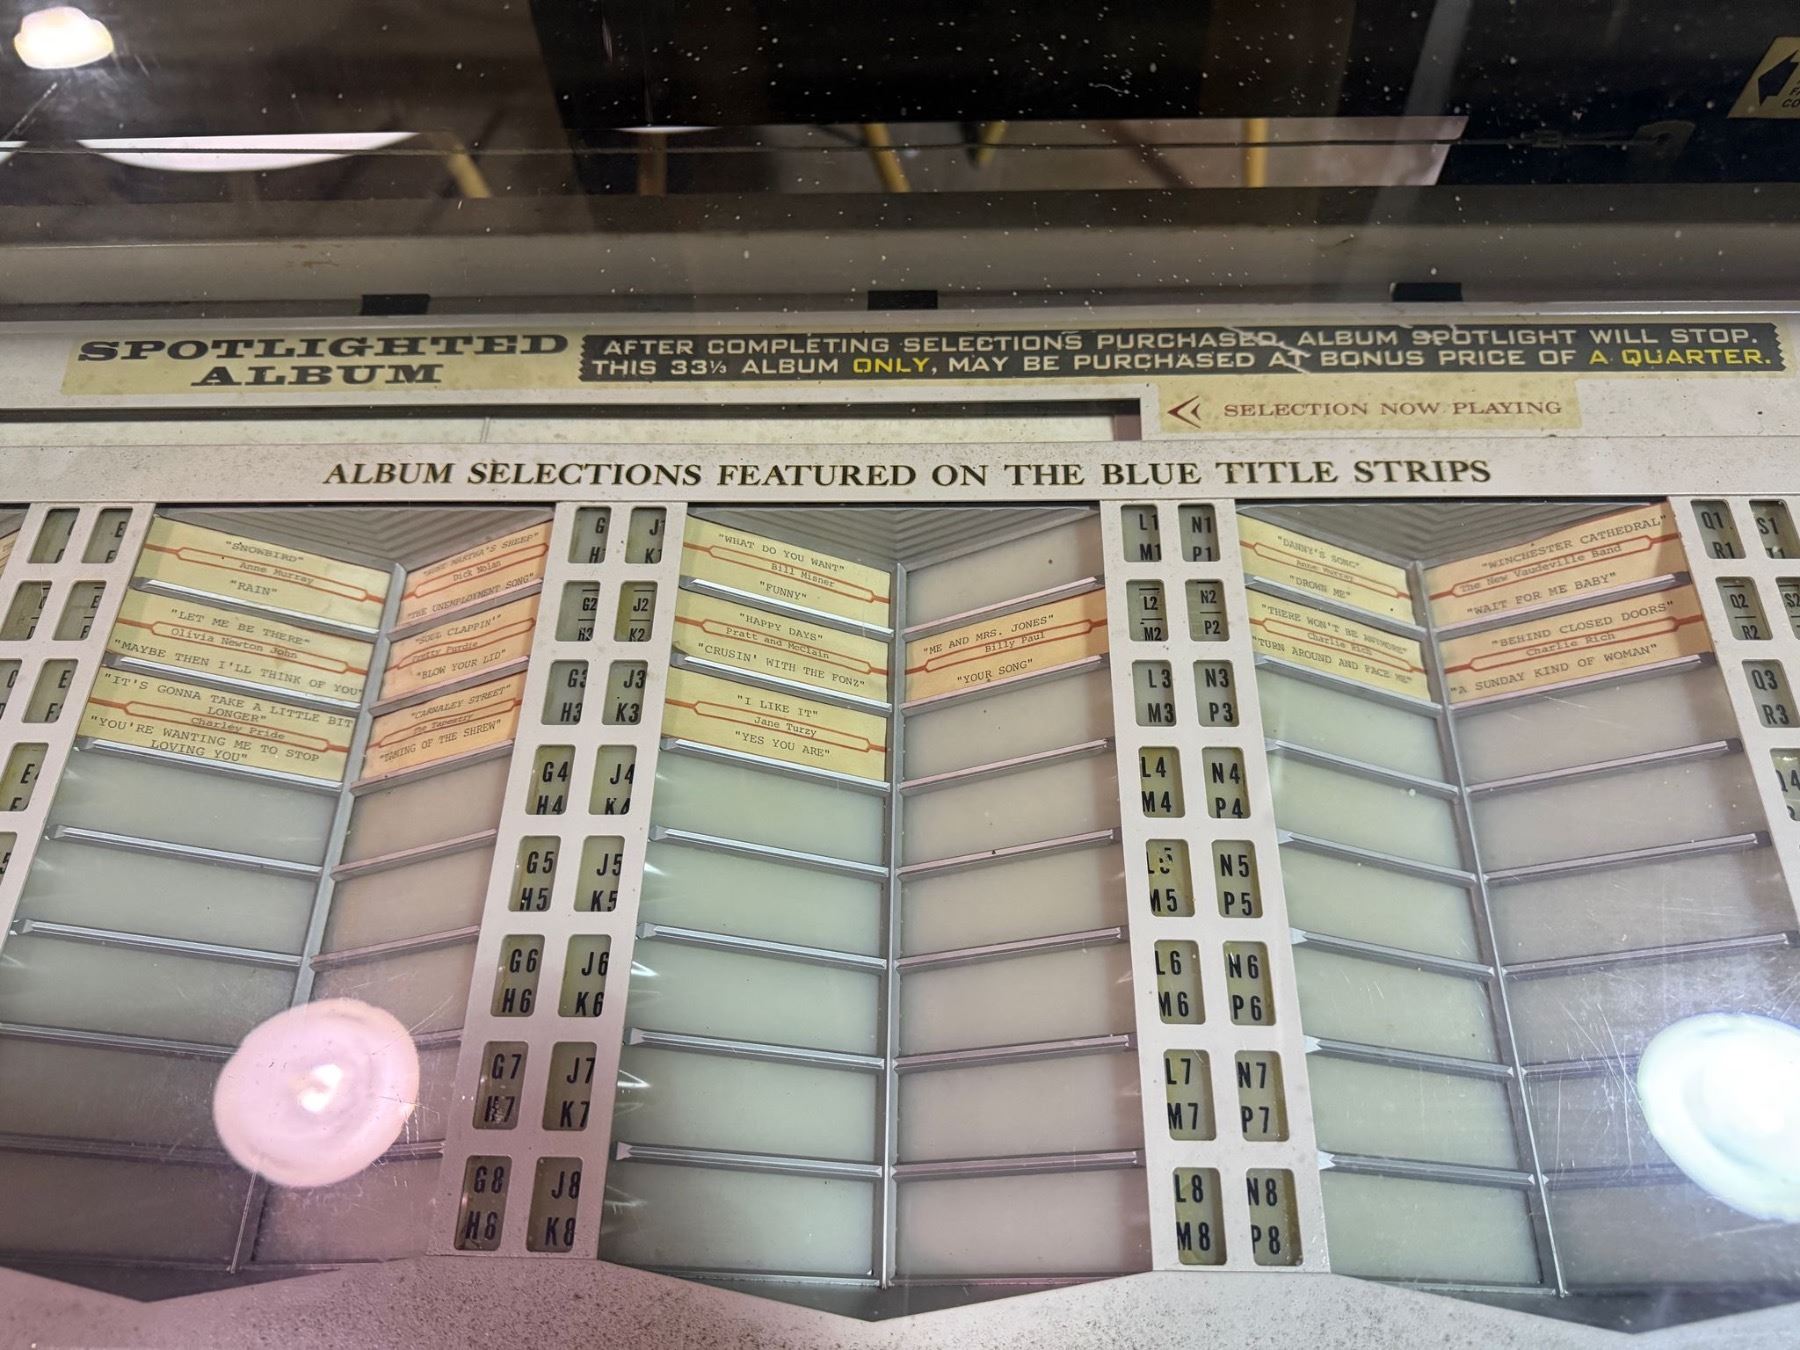 SPOTLIGHTED
ALBUM
AFTER COMPLETING SELECTIONS PURCHASED, ALBUM SPOTLIGHT WILL STOP.
THIS 33⅓ ALBUM ONLY, MAY BE PURCHASED AT BONUS PRICE OF A QUARTER.
SELECTION NOW PLAYING
ALBUM SELECTIONS FEATURED ON THE BLUE TITLE STRIPS
"SNOWBIRD"
Anne Murray
"RAIN"
"LET ME BE THERE"
Olivia Newton John
"MAYBE THEN I'LL THINK OF YOU"
"IT'S GONNA TAKE A LITTLE BIT
LONGER"
Charley Pride
"YOU'RE WANTING ME TO STOP
LOVING YOU"
"AUNT MARTHA'S SHEEP"
Dick Nolan
"THE UNEMPLOYMENT SONG"
"SOUL CLAPPIN'"
Purdie
"BLOW YOUR LID"
"CARNALEY STREET"
The Tapestry
"TAMING OF THE SHREW"
G H1
J1 K1
G2 H3
J2 K2
G3 H3
J3 K3
G4 H4
J4 K4
G5 H5
J5 K5
G6 H6
J6 K6
G7 H7
J7 K7
G8 H8
J8 K8
"WHAT DO YOU WANT"
Bill Misner
"FUNNY"
"HAPPY DAYS"
Pratt and McClain
"CRUSIN' WITH THE FONZ"
"I LIKE IT"
Jane Turzy
"YES YOU ARE"
"ME AND MRS. JONES"
Billy Paul
"YOUR SONG"
L1 M1
N1 P1
L2 M2
N2 P2
L3 M3
N3 P3
L4 M4
N4 P4
L5 M5
N5 P5
L6 M6
N6 P6
L7 M7
N7 P7
L8 M8
N8 P8
"DANNY'S SONG"
Anne Murray
"DROWN ME"
"THERE WON'T BE ANYMORE"
Charlie Rich
"TURN AROUND AND FACE ME"
"WINCHESTER CATHEDRAL"
The New Vaudeville Band
"WAIT FOR ME BABY"
"BEHIND CLOSED DOORS"
Charlie Rich
"A SUNDAY KIND OF WOMAN"
Q1 R1
S1
Q2 R2
S2
Q3 R3